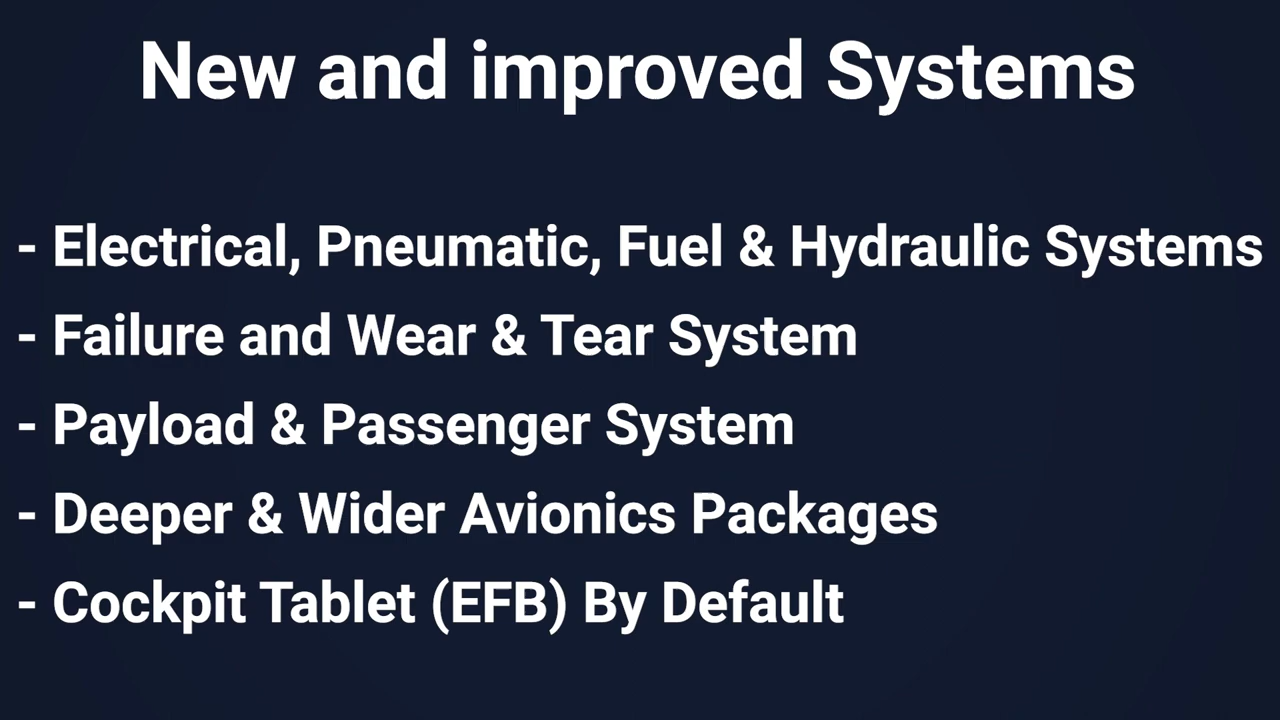 New and improved Systems
- Electrical, Pneumatic, Fuel & Hydraulic Systems
- Failure and Wear & Tear System
- Payload & Passenger System
- Deeper & Wider Avionics Packages
- Cockpit Tablet (EFB) By Default